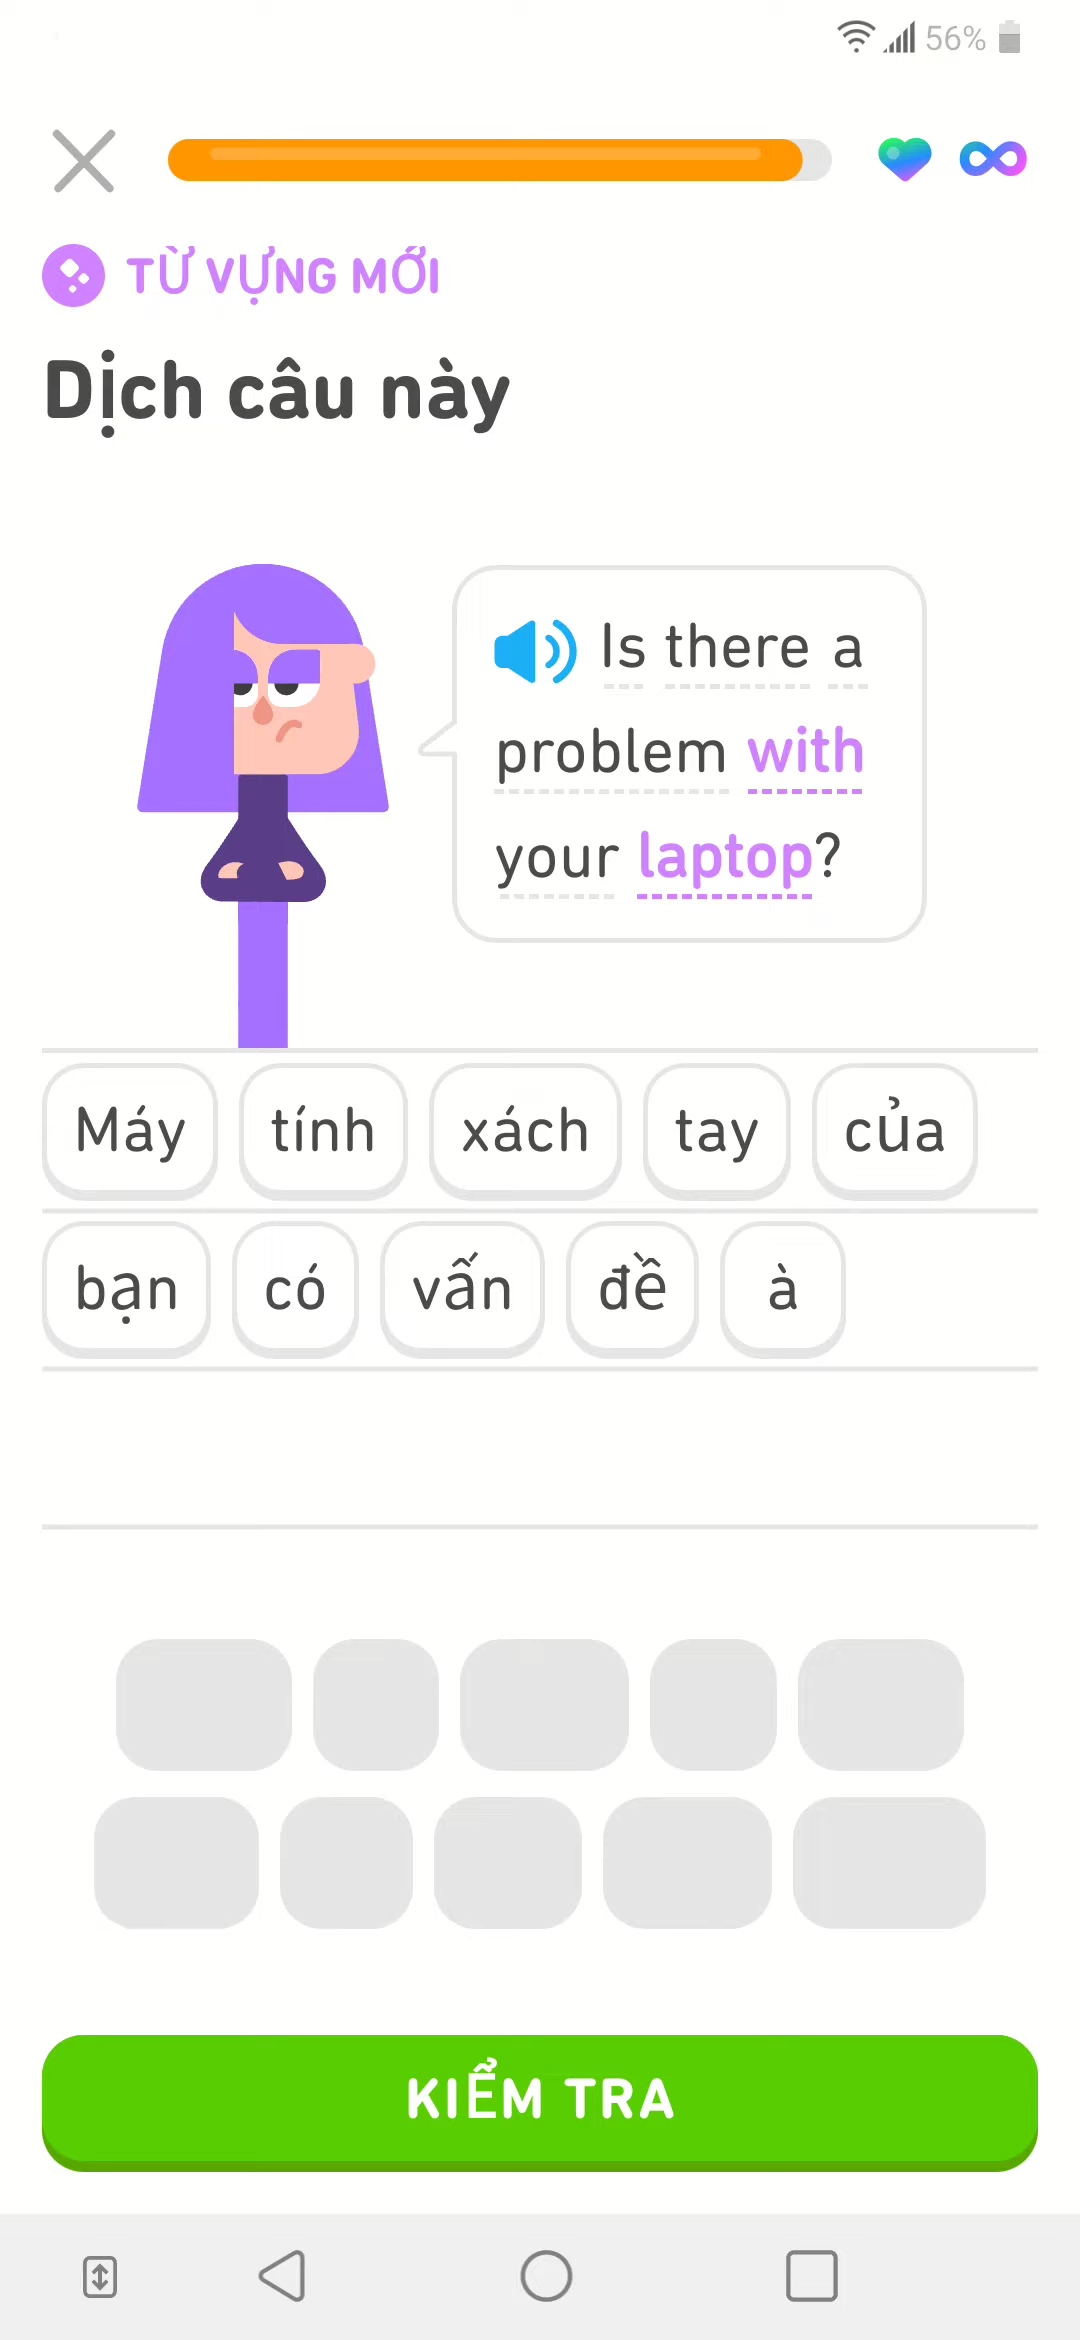 56%
TỪ VỰNG MỚI
Dịch câu này
Is there a
problem with
your laptop?
Máy tính xách tay của
bạn có vấn đề à
KIỂM TRA